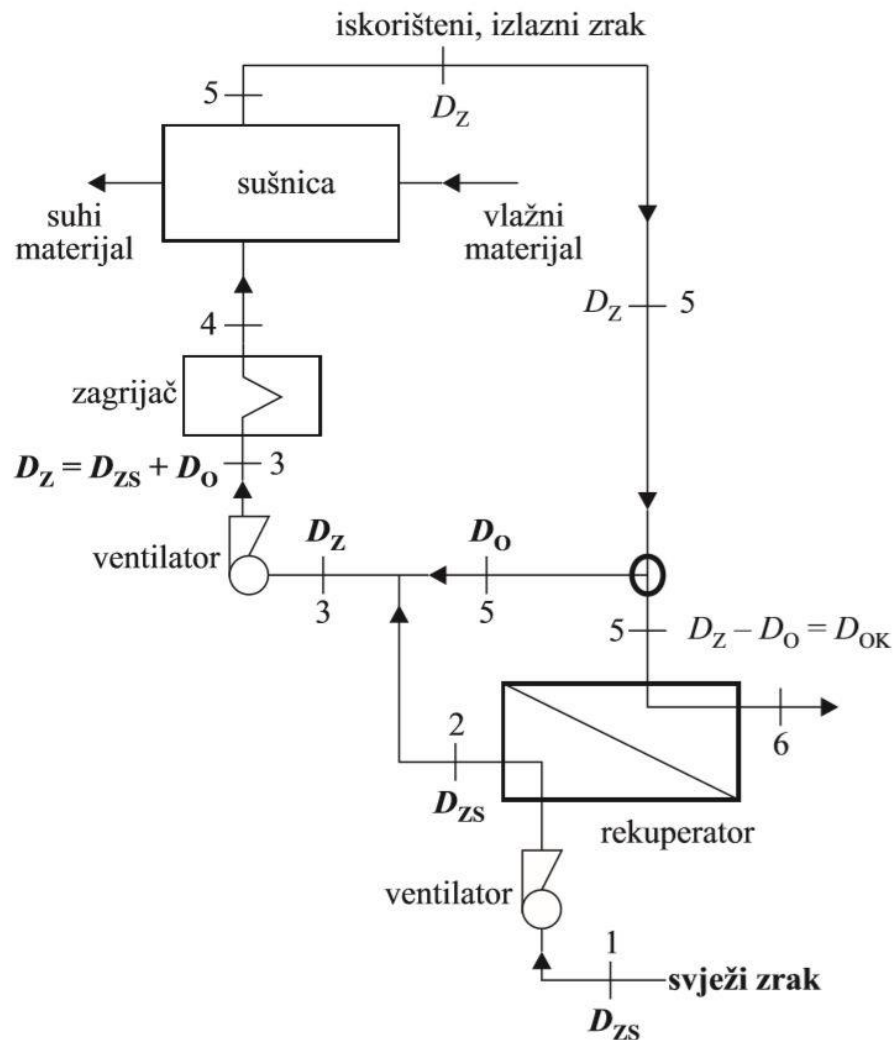 iskorišteni, izlazni zrak
5
D_Z
sušnica
suhi
materijal
vlažni
materijal
D_Z 5
4
zagrijač
D_Z = D_ZS + D_O 3
ventilator
D_Z
3
D_O
5
5 D_Z – D_O = D_OK
6
2
D_ZS
rekuperator
ventilator
1
svježi zrak
D_ZS